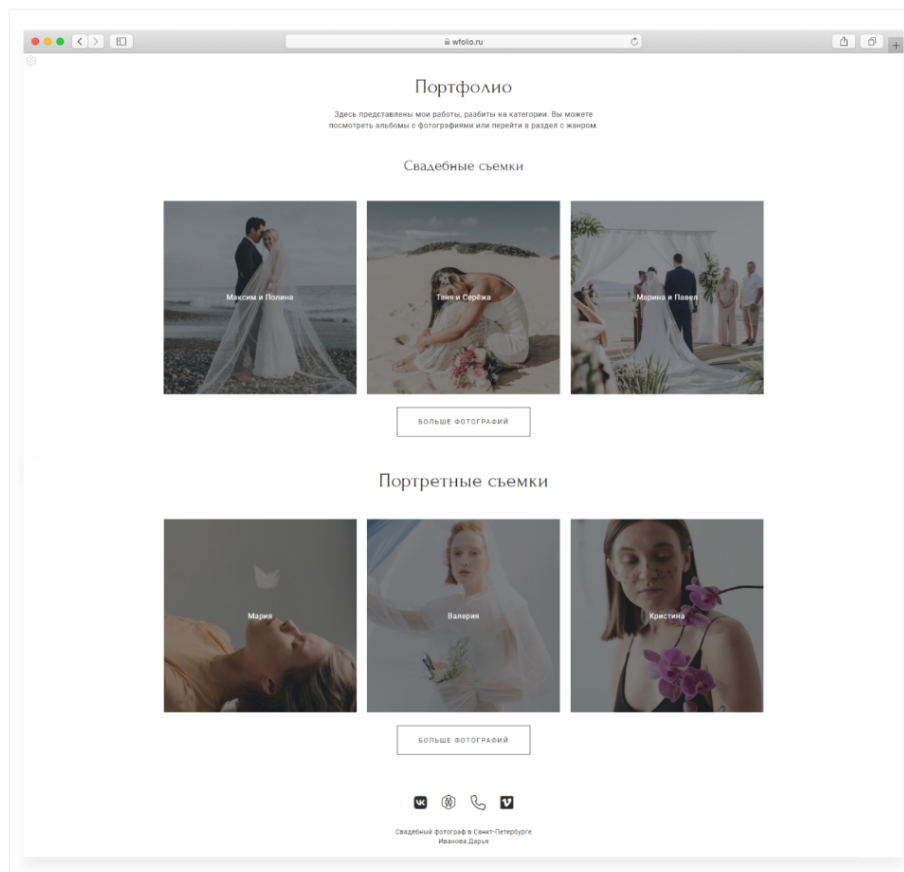 wfolio.ru
Портфолио
Здесь представлены мои работы, разбиты на категории. Вы можете
посмотреть альбомы с фотографиями или перейти в раздел с жанром.
Свадебные сьемки
Максим и Полина
Таня и Серёжа
Марина и Павел
БОЛЬШЕ ФОТОГРАФИЙ
Портретные сьемки
Мария
Валерия
Кристина
БОЛЬШЕ ФОТОГРАФИЙ
Свадебный фотограф в Санкт-Петербурге
Иванова Дарья